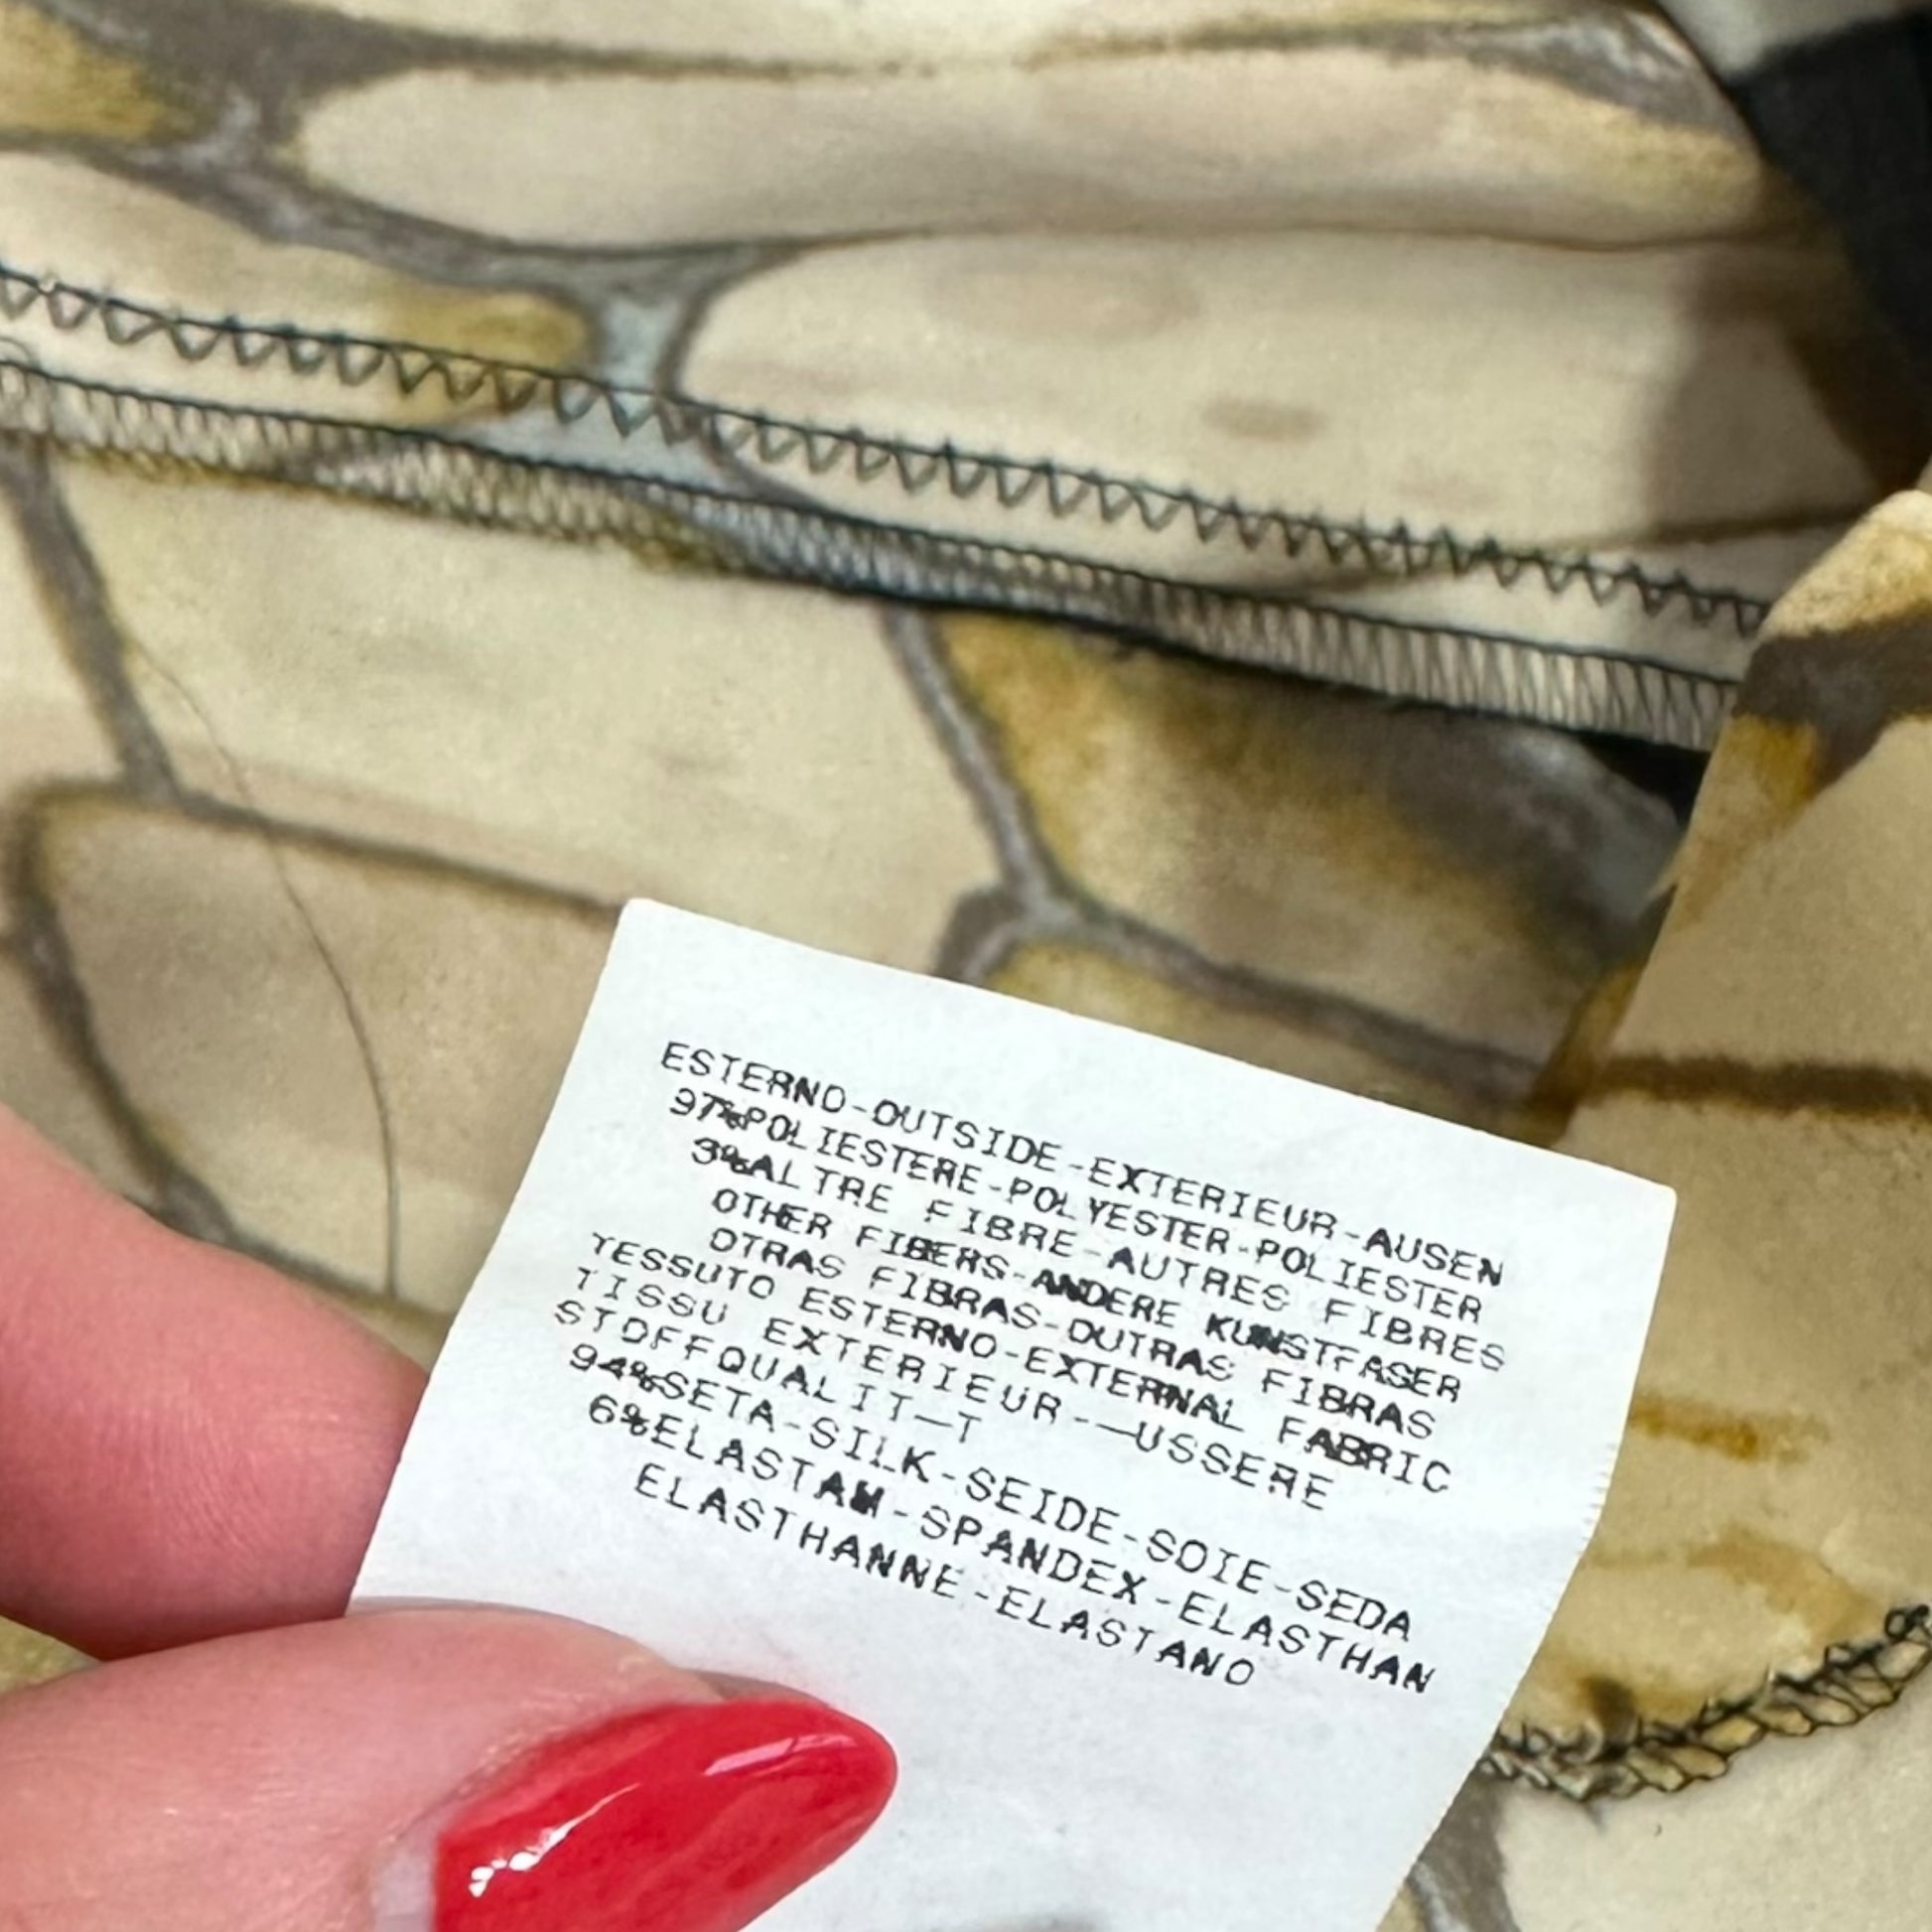 ESTERNO-OUTSIDE-EXTERIEUR-AUSEN
97%POLIESTERE-POLYESTER-POLIESTER
3%ALTRE FIBRE-AUTRES FIBRES
OTHER FIBERS-ANDERE KUNSTFASER
OTRAS FIBRAS-OUTRAS FIBRAS
TESSUTO ESTERNO-EXTERNAL FABRIC
TISSU EXTERIEUR-—USSERE
STOFFQUALIT—T
94%SETA-SILK-SEIDE-SOIE-SEDA
6%ELASTAM-SPANDEX-ELASTHAN
ELASTHANNE-ELASTANO